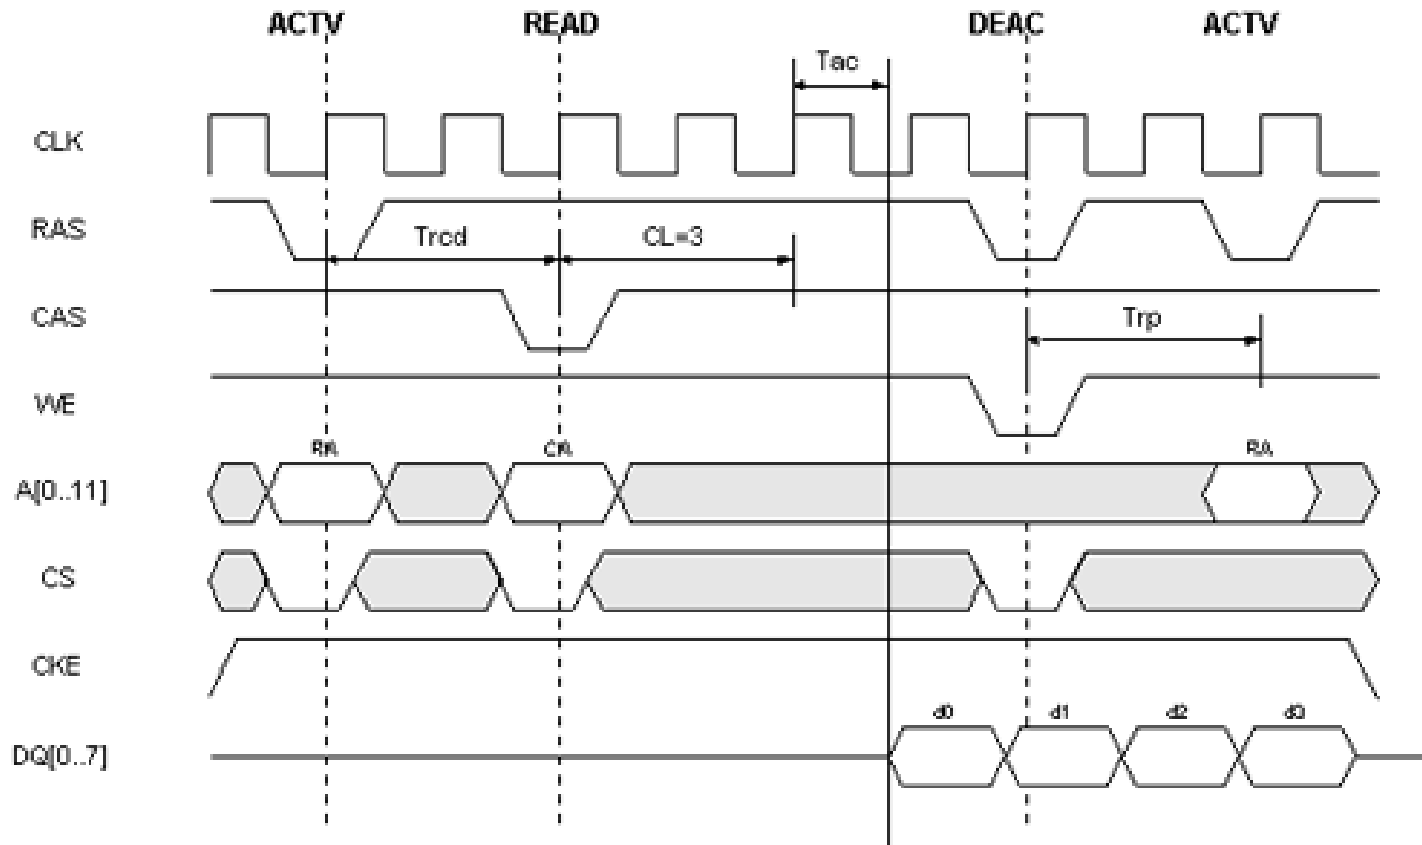 ACTV READ DEAC ACTV
Tac
CLK
RAS
Trcd CL=3
CAS
Trp
WE
RA CA RA
A[0..11]
CS
CKE
d0 d1 d2 d3
DQ[0..7]